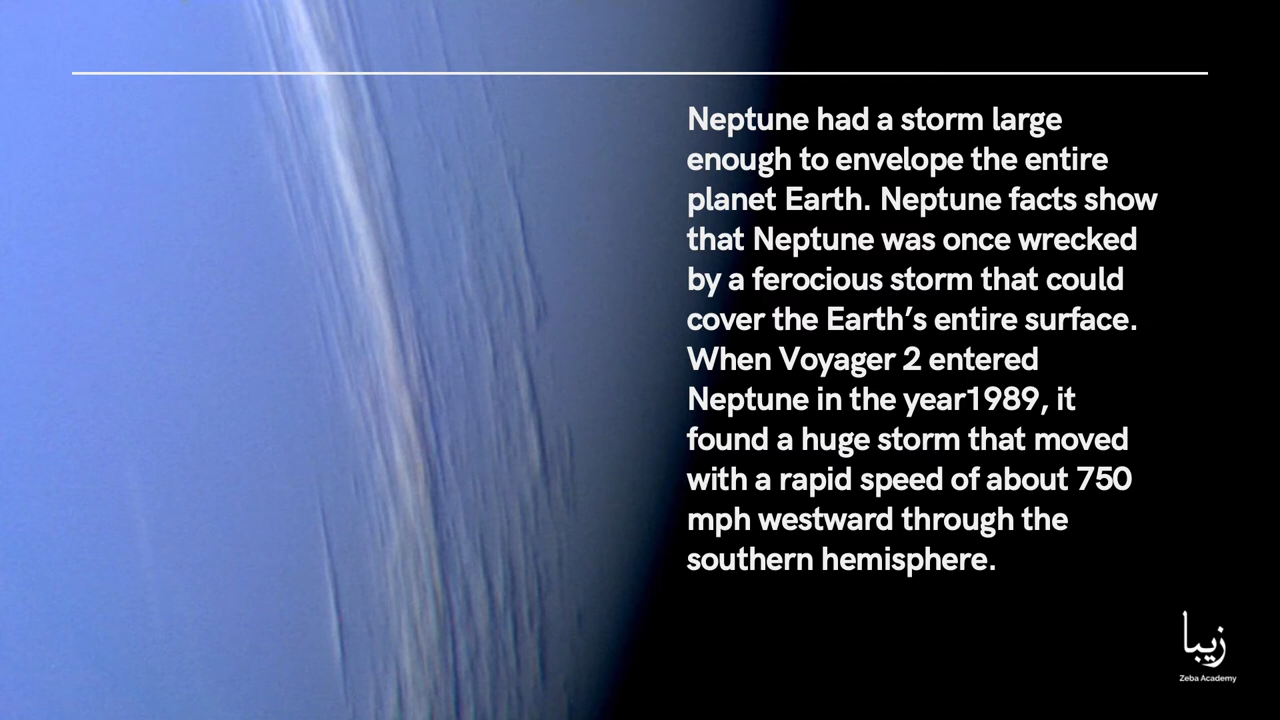 Neptune had a storm large
enough to envelope the entire
planet Earth. Neptune facts show
that Neptune was once wrecked
by a ferocious storm that could
cover the Earth’s entire surface.
When Voyager 2 entered
Neptune in the year1989, it
found a huge storm that moved
with a rapid speed of about 750
mph westward through the
southern hemisphere.
زیبا
Zeba Academy